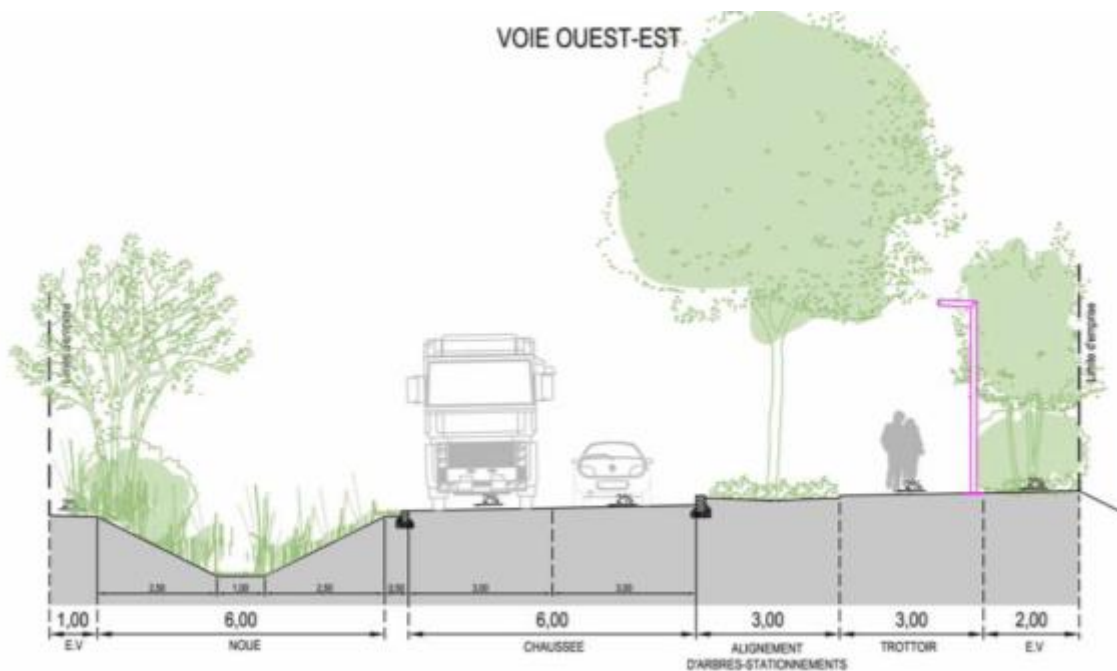 VOIE OUEST-EST
Limite d'emprise
Limite d'emprise
2,50 1,00 2,50 0,50 3,00 3,00
1,00 6,00 6,00 3,00 3,00 2,00
E.V NOUE CHAUSSEE ALIGNEMENT TROTTOIR E.V
D'ARBRES-STATIONNEMENTS